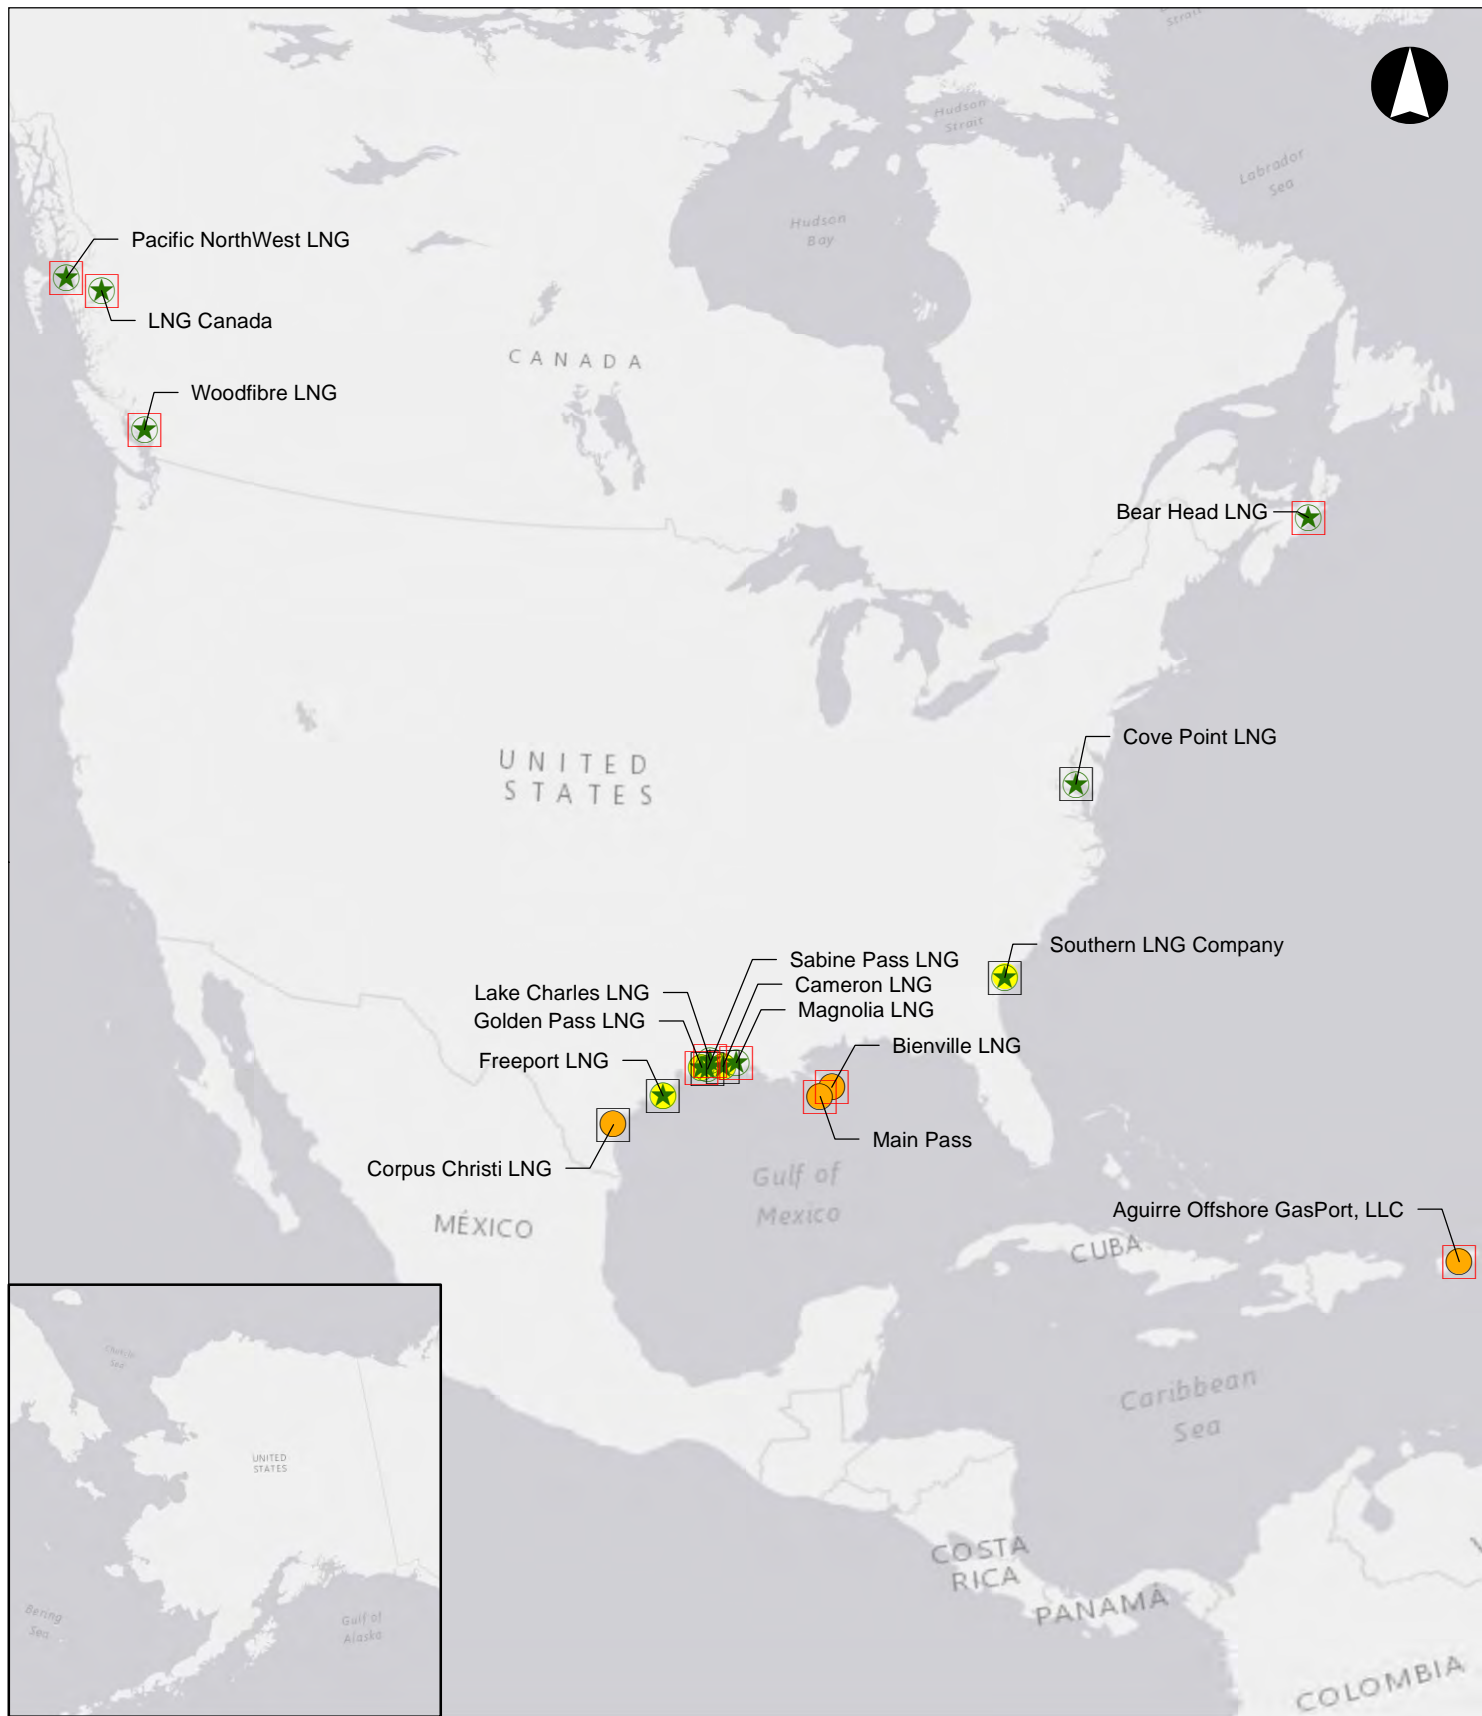 Strait
Hudson
Strait
Labrador
Sea
Hudson
Bay
Pacific NorthWest LNG
LNG Canada
CANADA
Woodfibre LNG
Bear Head LNG
Cove Point LNG
UNITED
STATES
Southern LNG Company
Sabine Pass LNG
Cameron LNG
Lake Charles LNG
Magnolia LNG
Golden Pass LNG
Bienville LNG
Freeport LNG
Main Pass
Corpus Christi LNG
Gulf of
Mexico
MÉXICO
Aguirre Offshore GasPort, LLC
CUBA
Caribbean
Sea
Chukchi
Sea
UNITED
STATES
Bering
Sea
Gulf of
Alaska
COSTA
RICA
PANAMÁ
COLOMBIA